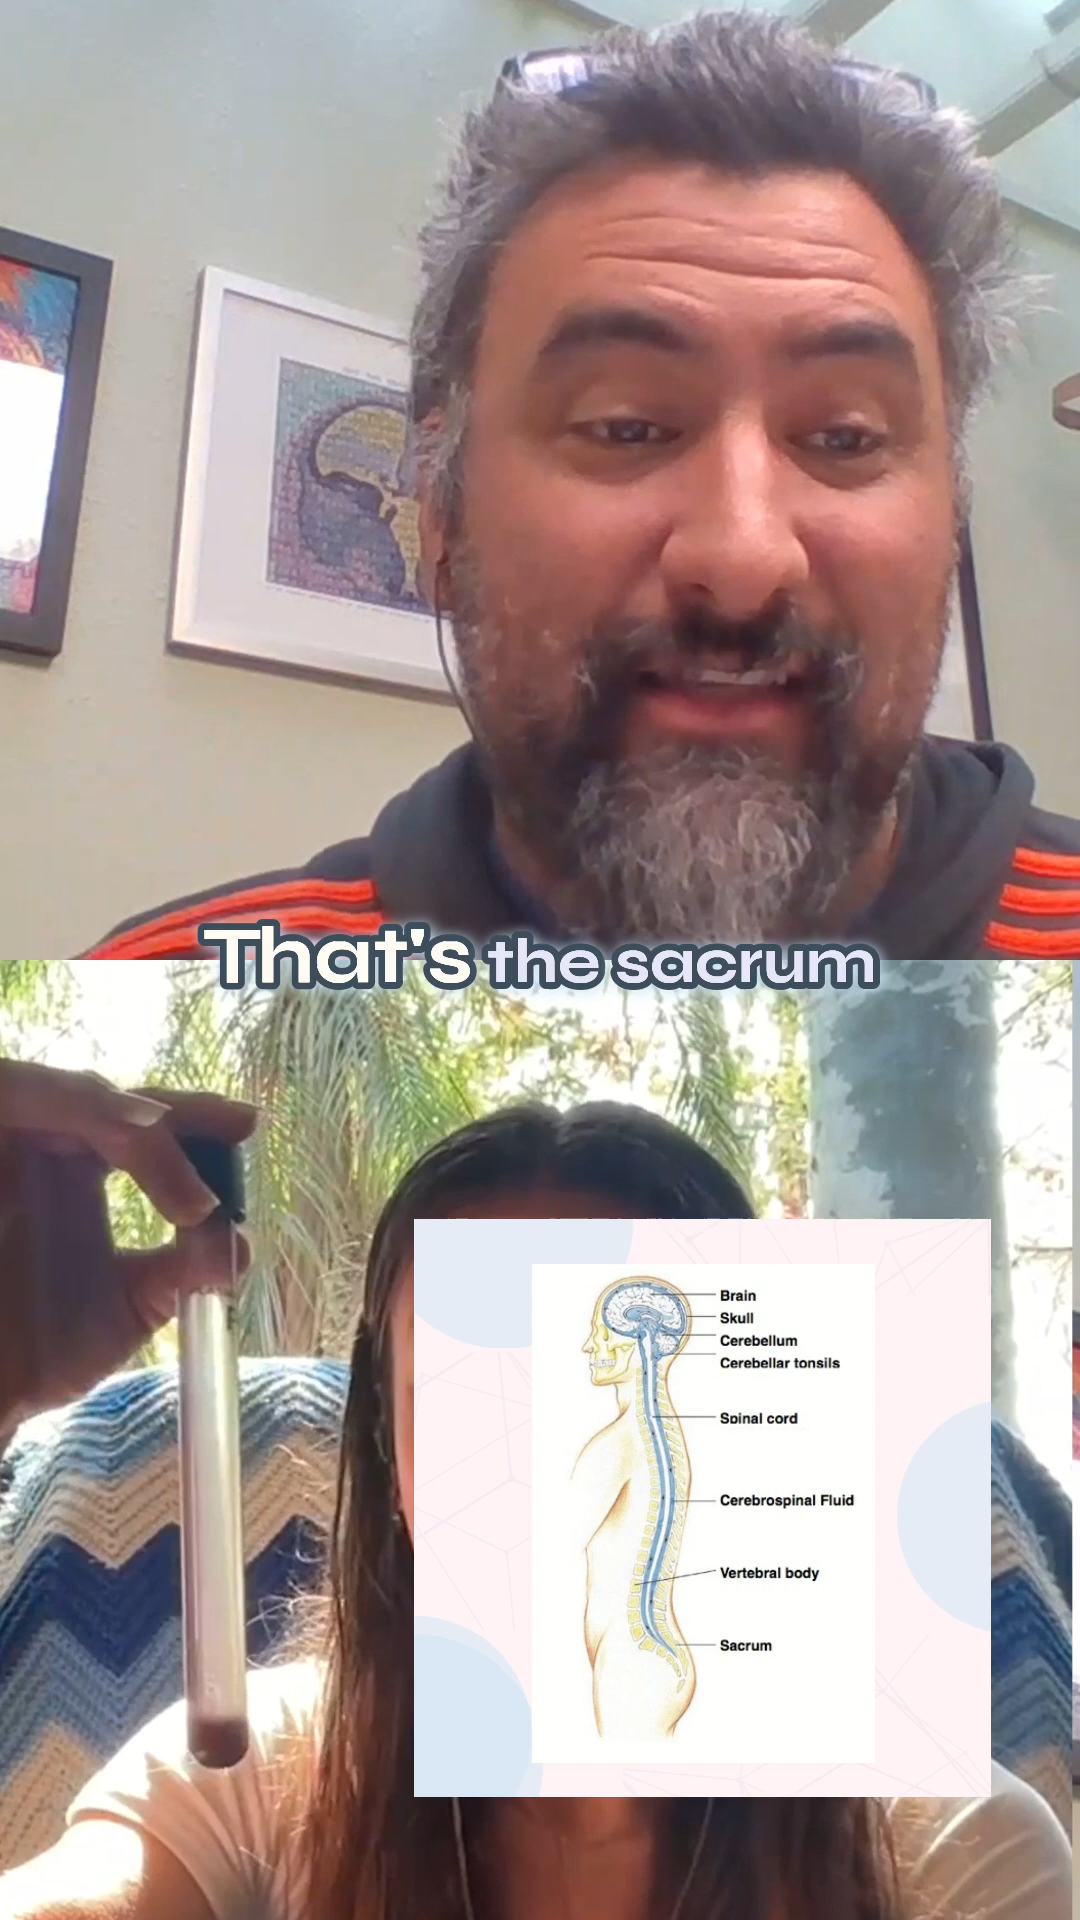 That's the sacrum
Brain
Skull
Cerebellum
Cerebellar tonsils
Spinal cord
Cerebrospinal Fluid
Vertebral body
Sacrum